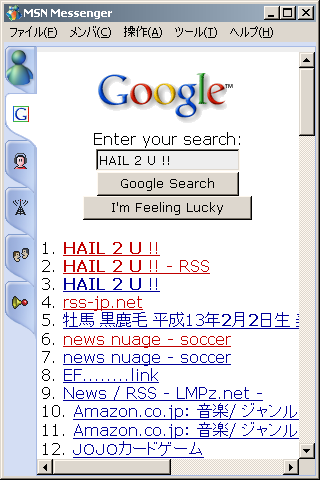 MSN Messenger
ファイル(F) メンバ(C) 操作(A) ツール(T) ヘルプ(H)
Google™
Enter your search:
HAIL 2 U !!
Google Search
I'm Feeling Lucky
1. HAIL 2 U !!
2. HAIL 2 U !! - RSS
3. HAIL 2 U !!
4. rss-jp.net
5. 牡馬 黒鹿毛 平成13年2月2日生
6. news nuage - soccer
7. news nuage - soccer
8. EF........link
9. News / RSS - LMPz.net -
10. Amazon.co.jp: 音楽/ ジャンル
11. Amazon.co.jp: 音楽/ ジャンル
12. JOJOカードゲーム